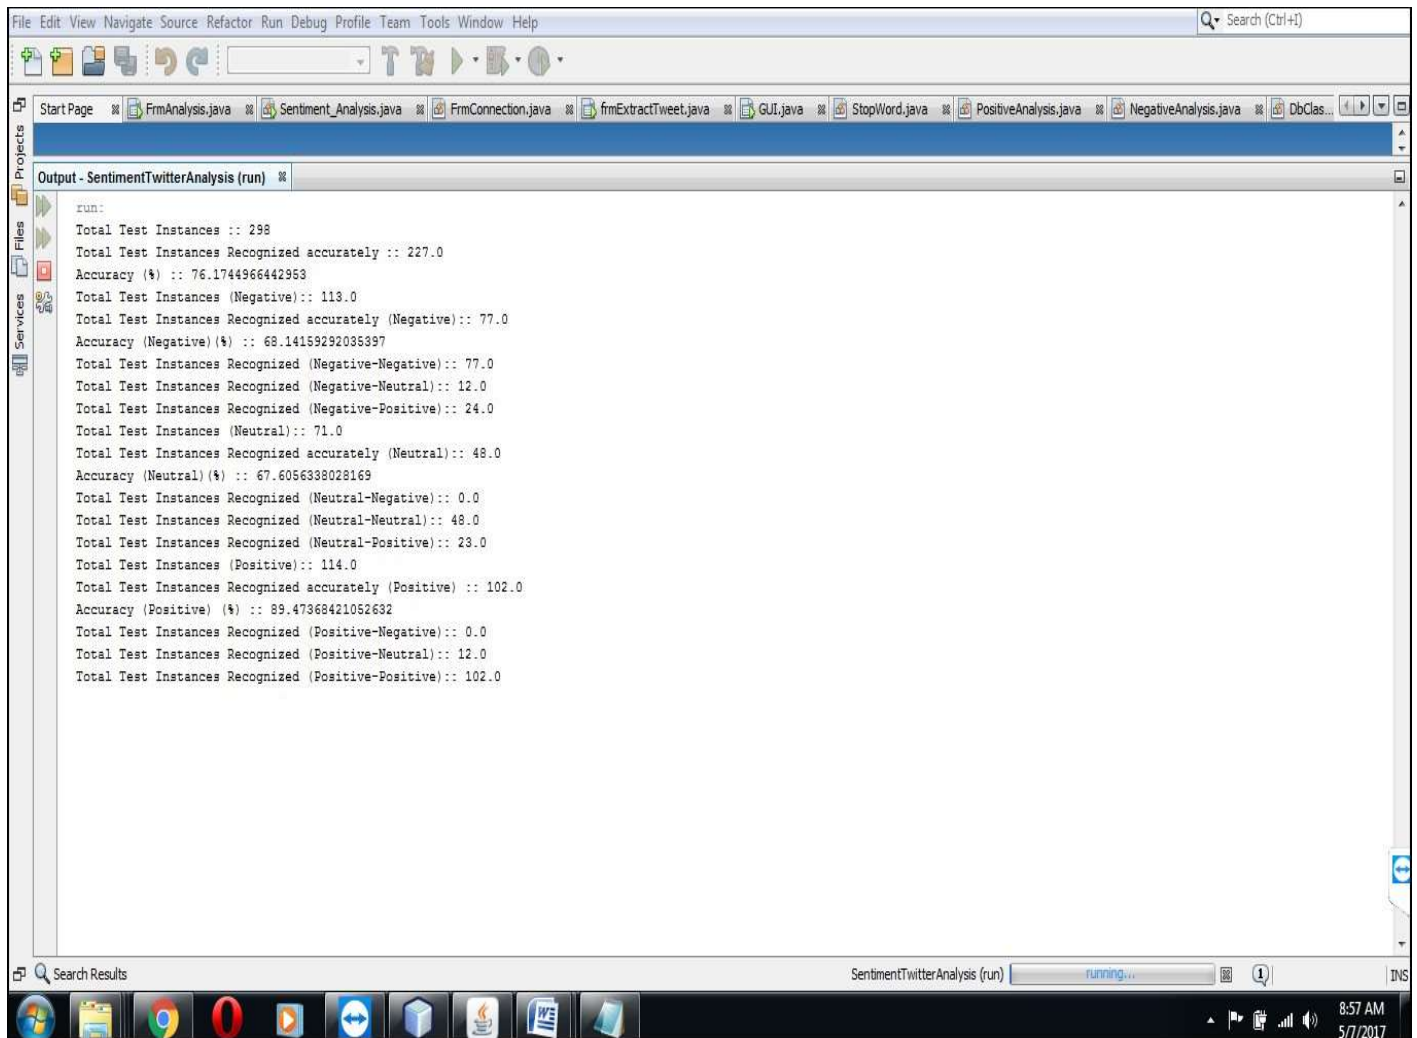 File Edit View Navigate Source Refactor Run Debug Profile Team Tools Window Help
Search (Ctrl+I)
Start Page FrmAnalysis.java Sentiment_Analysis.java FrmConnection.java frmExtractTweet.java GUI.java StopWord.java PositiveAnalysis.java NegativeAnalysis.java DbClas...
Projects
Files
Services
Output - SentimentTwitterAnalysis (run)
run:
Total Test Instances :: 298
Total Test Instances Recognized accurately :: 227.0
Accuracy (%) :: 76.1744966442953
Total Test Instances (Negative):: 113.0
Total Test Instances Recognized accurately (Negative):: 77.0
Accuracy (Negative)(%) :: 68.14159292035397
Total Test Instances Recognized (Negative-Negative):: 77.0
Total Test Instances Recognized (Negative-Neutral):: 12.0
Total Test Instances Recognized (Negative-Positive):: 24.0
Total Test Instances (Neutral):: 71.0
Total Test Instances Recognized accurately (Neutral):: 48.0
Accuracy (Neutral)(%) :: 67.6056338028169
Total Test Instances Recognized (Neutral-Negative):: 0.0
Total Test Instances Recognized (Neutral-Neutral):: 48.0
Total Test Instances Recognized (Neutral-Positive):: 23.0
Total Test Instances (Positive):: 114.0
Total Test Instances Recognized accurately (Positive) :: 102.0
Accuracy (Positive) (%) :: 89.47368421052632
Total Test Instances Recognized (Positive-Negative):: 0.0
Total Test Instances Recognized (Positive-Neutral):: 12.0
Total Test Instances Recognized (Positive-Positive):: 102.0
Search Results
SentimentTwitterAnalysis (run) running... 1 INS
8:57 AM
5/7/2017